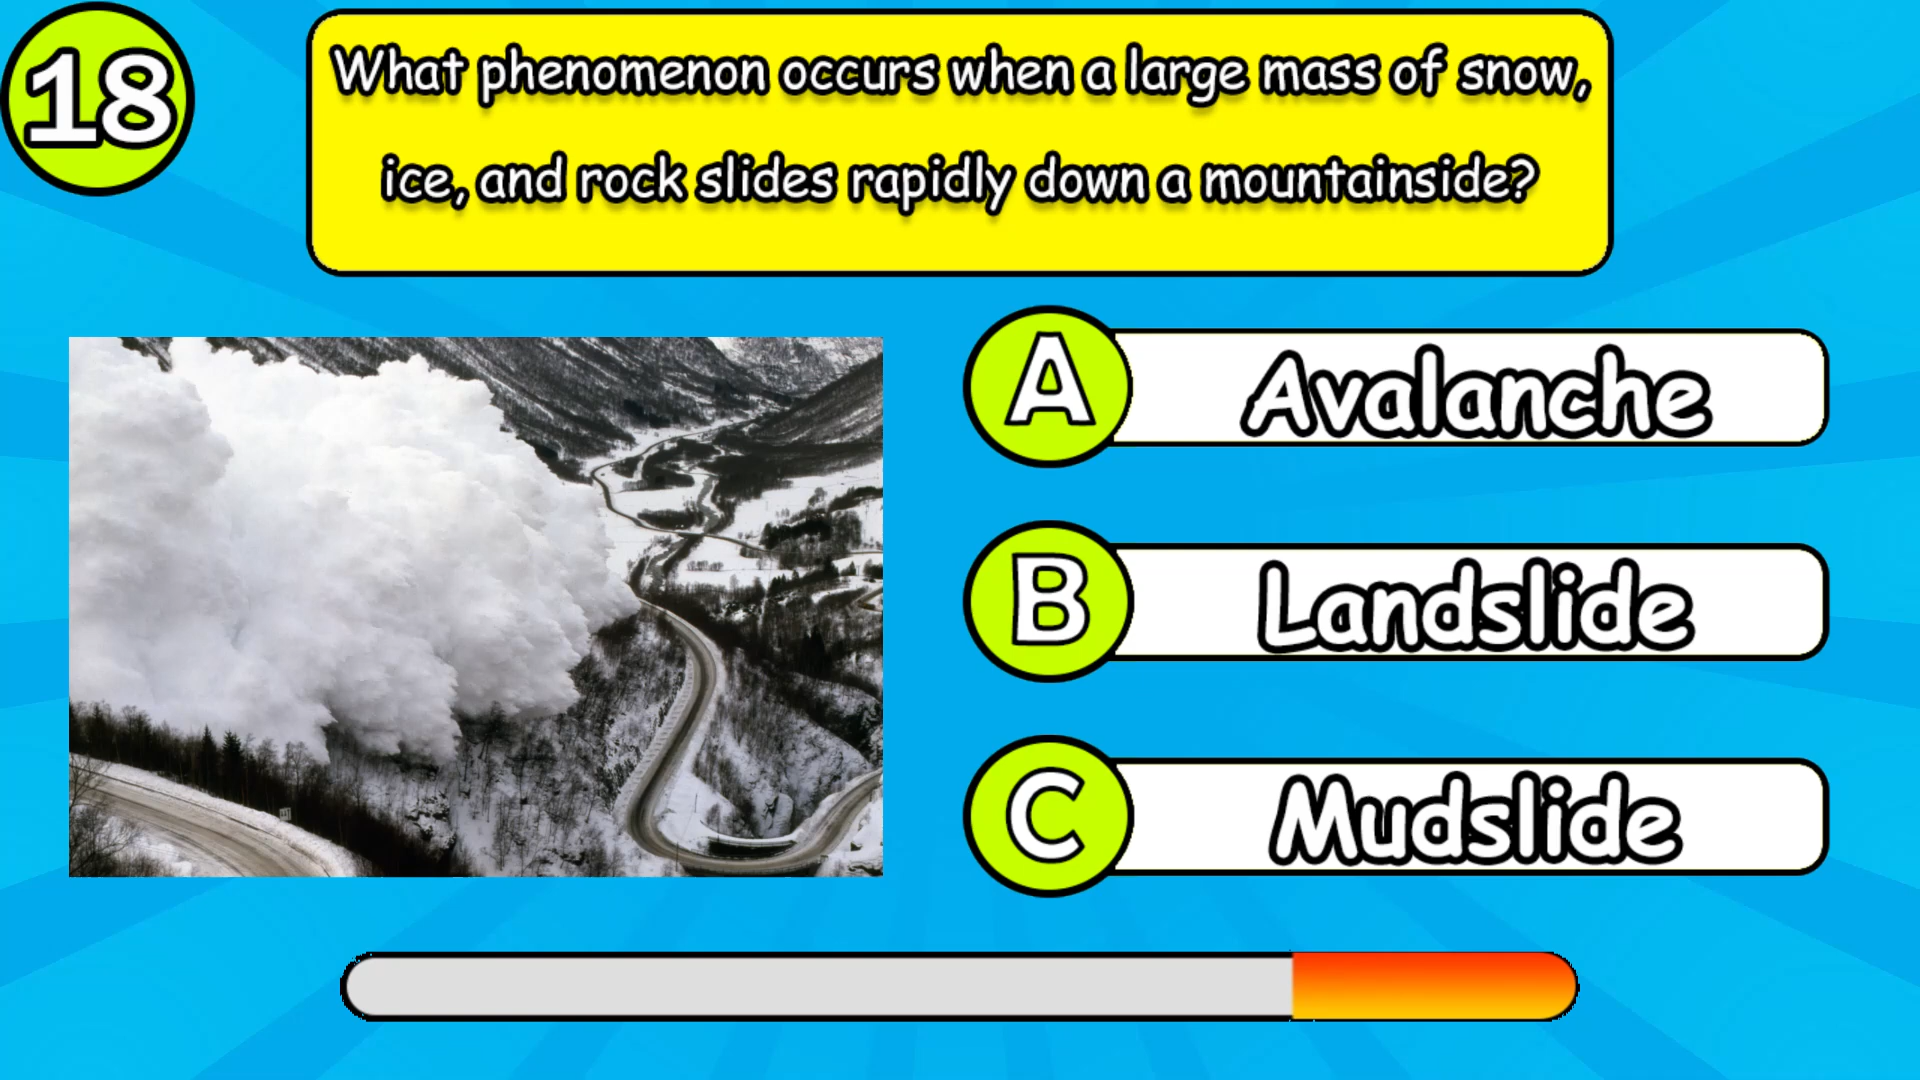 18
What phenomenon occurs when a large mass of snow,
ice, and rock slides rapidly down a mountainside?
A Avalanche
B Landslide
C Mudslide